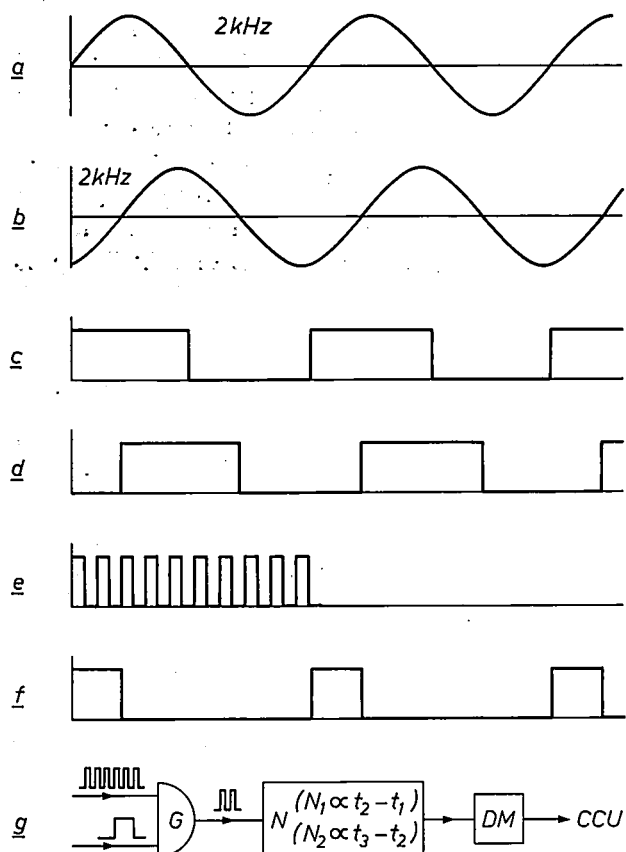 a 2kHz
b 2kHz
c
d
e
f
g G N (N₁ ∝ t₂ – t₁) DM CCU
(N₂ ∝ t₃ – t₂)